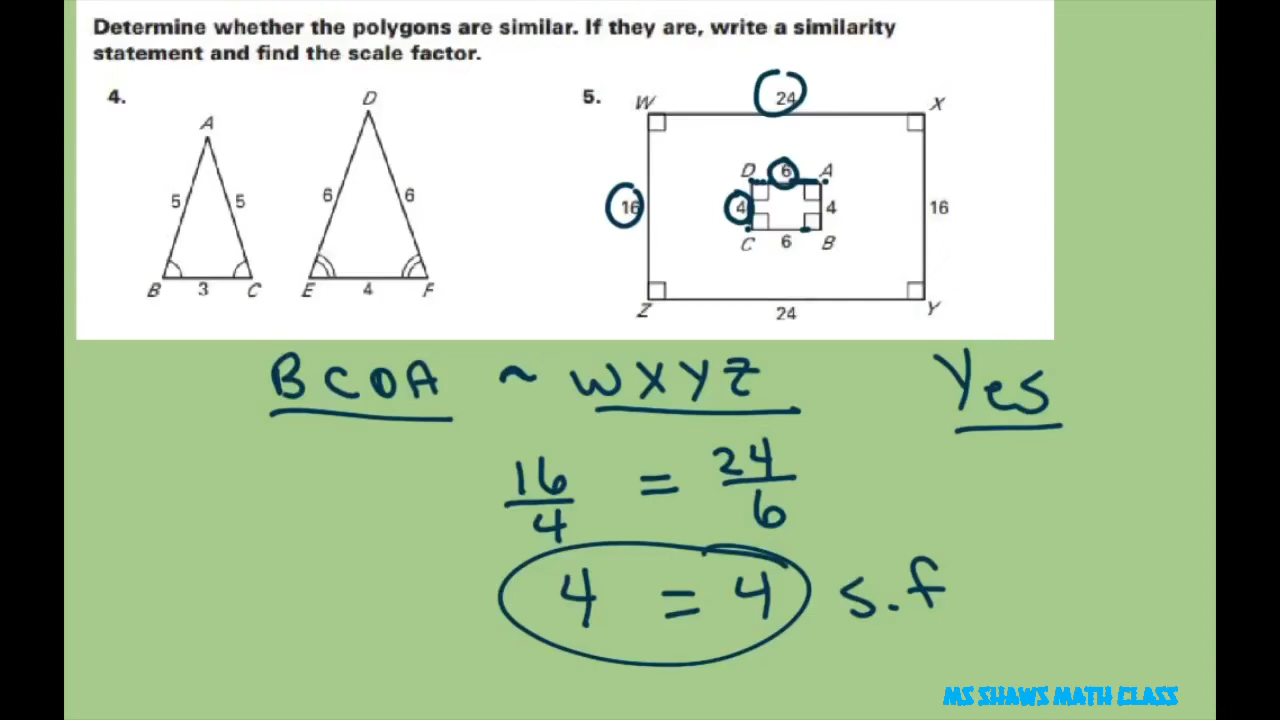 Determine whether the polygons are similar. If they are, write a similarity
statement and find the scale factor.
4.
D
A
5
5
6
6
B
3
C
E
4
F
5.
W
24
X
D
6
A
16
4
4
16
C
6
B
Z
24
Y
BCDA ~ WXYZ Yes
16/4 = 24/6
4 = 4 s.f
MS SHAWS MATH CLASS